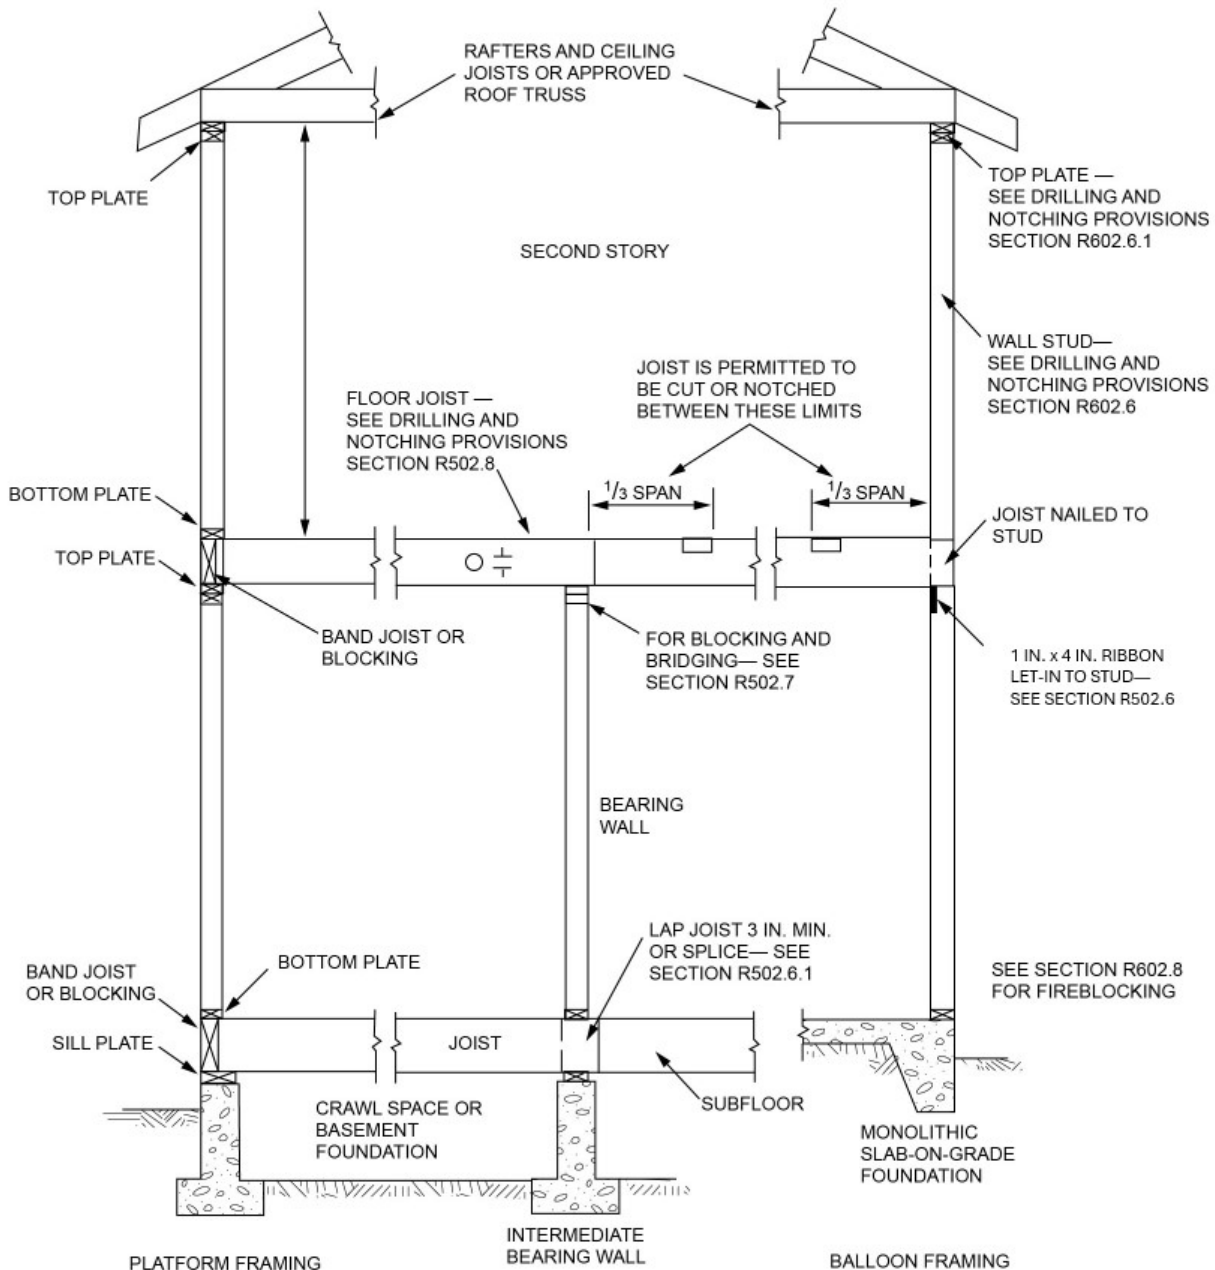 RAFTERS AND CEILING
JOISTS OR APPROVED
ROOF TRUSS
TOP PLATE
TOP PLATE —
SEE DRILLING AND
NOTCHING PROVISIONS
SECTION R602.6.1
SECOND STORY
WALL STUD—
SEE DRILLING AND
NOTCHING PROVISIONS
SECTION R602.6
JOIST IS PERMITTED TO
BE CUT OR NOTCHED
BETWEEN THESE LIMITS
FLOOR JOIST —
SEE DRILLING AND
NOTCHING PROVISIONS
SECTION R502.8
1/3 SPAN
1/3 SPAN
BOTTOM PLATE
JOIST NAILED TO
STUD
TOP PLATE
BAND JOIST OR
BLOCKING
FOR BLOCKING AND
BRIDGING— SEE
SECTION R502.7
1 IN. x 4 IN. RIBBON
LET-IN TO STUD—
SEE SECTION R502.6
BEARING
WALL
LAP JOIST 3 IN. MIN.
OR SPLICE— SEE
SECTION R502.6.1
BOTTOM PLATE
BAND JOIST
OR BLOCKING
SEE SECTION R602.8
FOR FIREBLOCKING
SILL PLATE
JOIST
SUBFLOOR
CRAWL SPACE OR
BASEMENT
FOUNDATION
MONOLITHIC
SLAB-ON-GRADE
FOUNDATION
PLATFORM FRAMING
INTERMEDIATE
BEARING WALL
BALLOON FRAMING